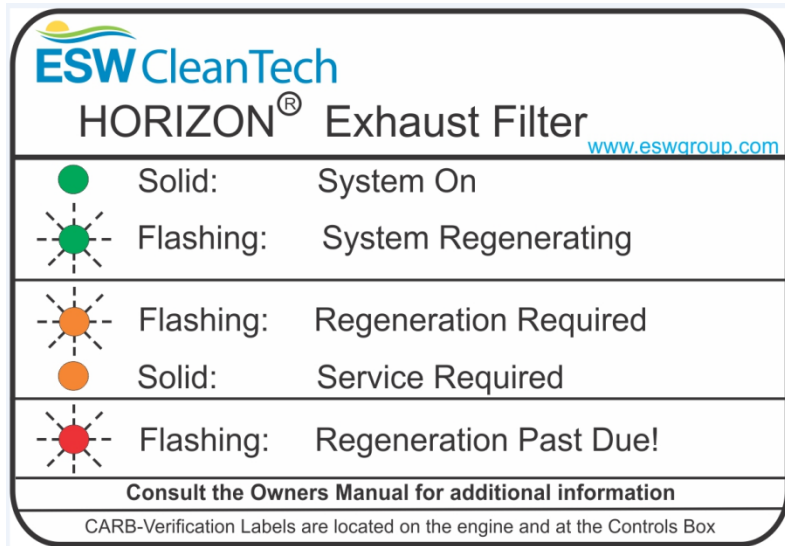 ESW CleanTech
HORIZON® Exhaust Filter
www.eswgroup.com
Solid: System On
Flashing: System Regenerating
Flashing: Regeneration Required
Solid: Service Required
Flashing: Regeneration Past Due!
Consult the Owners Manual for additional information
CARB-Verification Labels are located on the engine and at the Controls Box